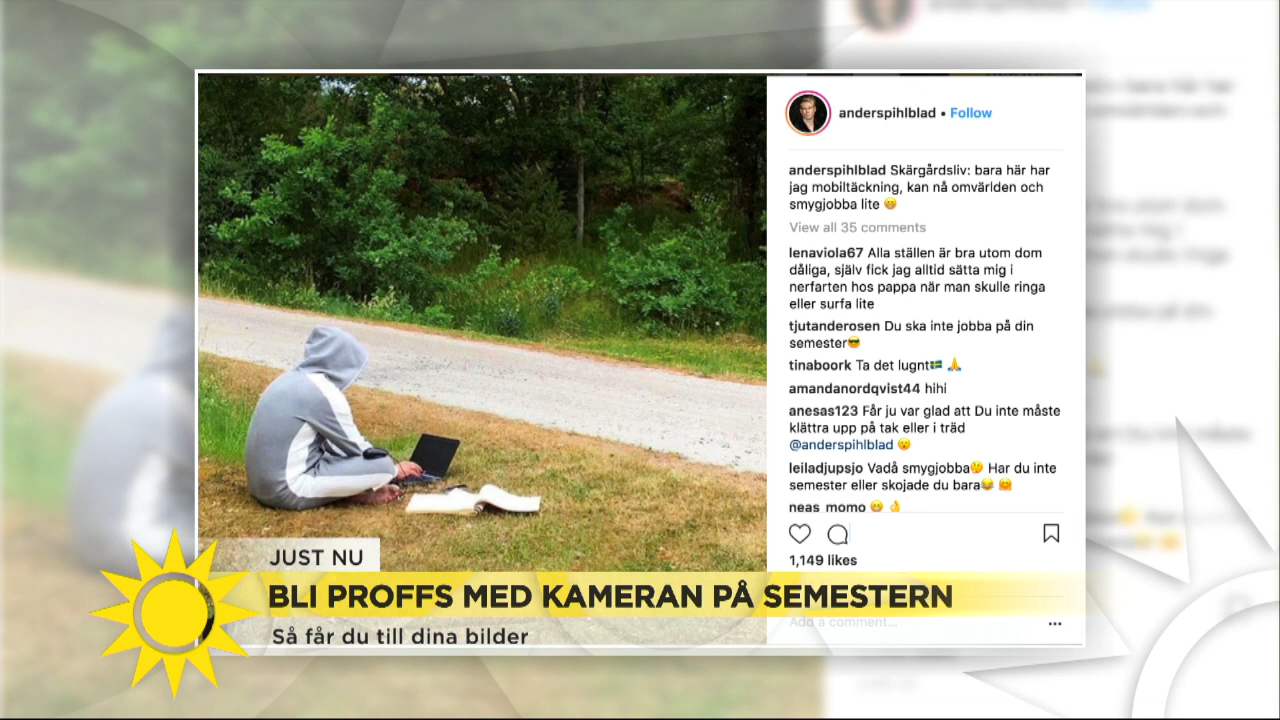 anderspihlblad • Follow
anderspihlblad Skärgårdsliv: bara här har
jag mobiltäckning, kan nå omvärlden och
smygjobba lite 😁
View all 35 comments
lenaviola67 Alla ställen är bra utom dom
dåliga, själv fick jag alltid sätta mig i
nerfarten hos pappa när man skulle ringa
eller surfa lite
tjutanderosen Du ska inte jobba på din
semester😎
tinaboork Ta det lugnt🇸🇪 🙏
amandanordqvist44 hihi
anesas123 Får ju var glad att Du inte måste
klättra upp på tak eller i träd
@anderspihlblad 😮
leiladjupsjo Vadå smygjobba🤔 Har du inte
semester eller skojade du bara😂 🤗
neas_momo 😁 👌
1,149 likes
Add a comment...
JUST NU
BLI PROFFS MED KAMERAN PÅ SEMESTERN
Så får du till dina bilder